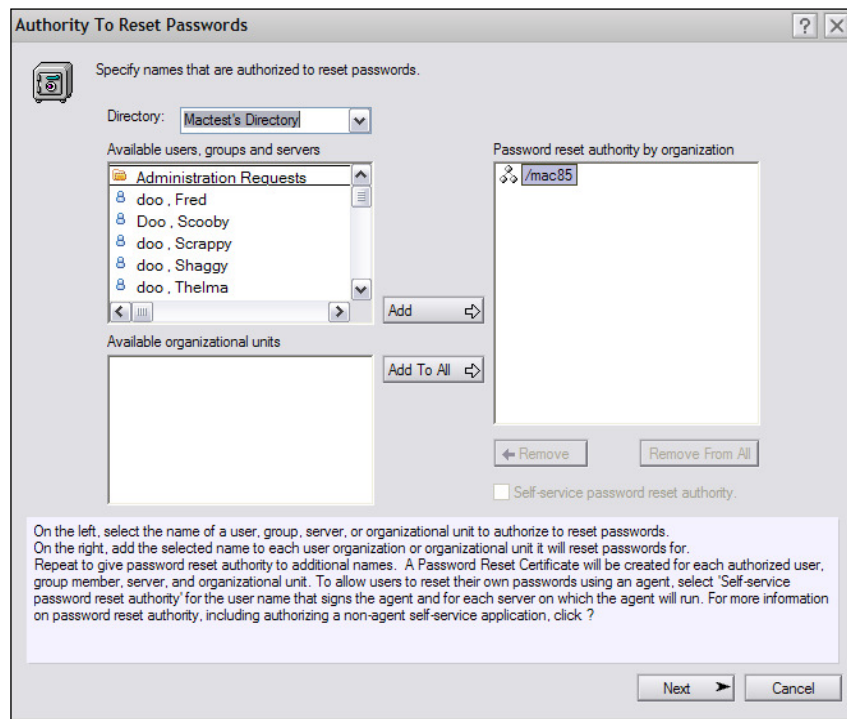 Authority To Reset Passwords
?
Specify names that are authorized to reset passwords.
Directory: Mactest's Directory
Available users, groups and servers
Administration Requests
doo , Fred
Doo , Scooby
doo , Scrappy
doo , Shaggy
doo , Thelma
Add
Available organizational units
Add To All
Password reset authority by organization
/mac85
Remove
Remove From All
Self-service password reset authority.
On the left, select the name of a user, group, server, or organizational unit to authorize to reset passwords.
On the right, add the selected name to each user organization or organizational unit it will reset passwords for.
Repeat to give password reset authority to additional names.  A Password Reset Certificate will be created for each authorized user,
group member, server, and organizational unit. To allow users to reset their own passwords using an agent, select 'Self-service
password reset authority' for the user name that signs the agent and for each server on which the agent will run. For more information
on password reset authority, including authorizing a non-agent self-service application, click ?
Next
Cancel